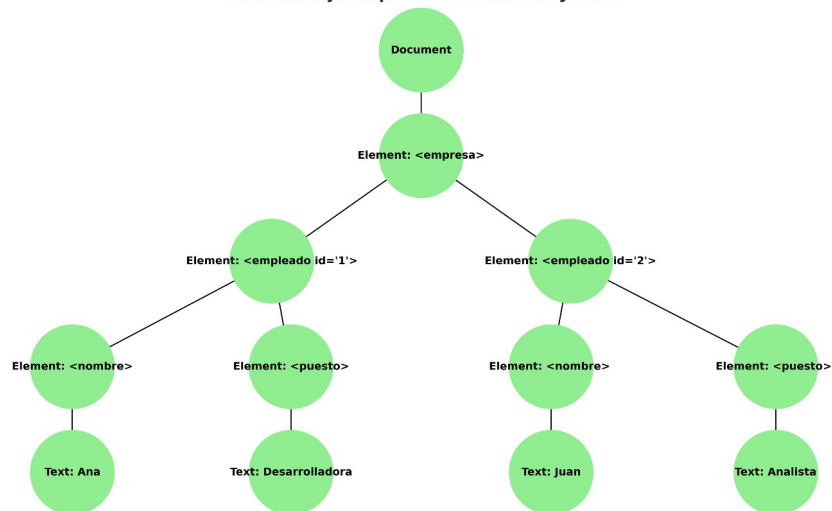 Document
Element: <empresa>
Element: <empleado id='1'>
Element: <empleado id='2'>
Element: <nombre>
Element: <puesto>
Element: <nombre>
Element: <puesto>
Text: Ana
Text: Desarrolladora
Text: Juan
Text: Analista